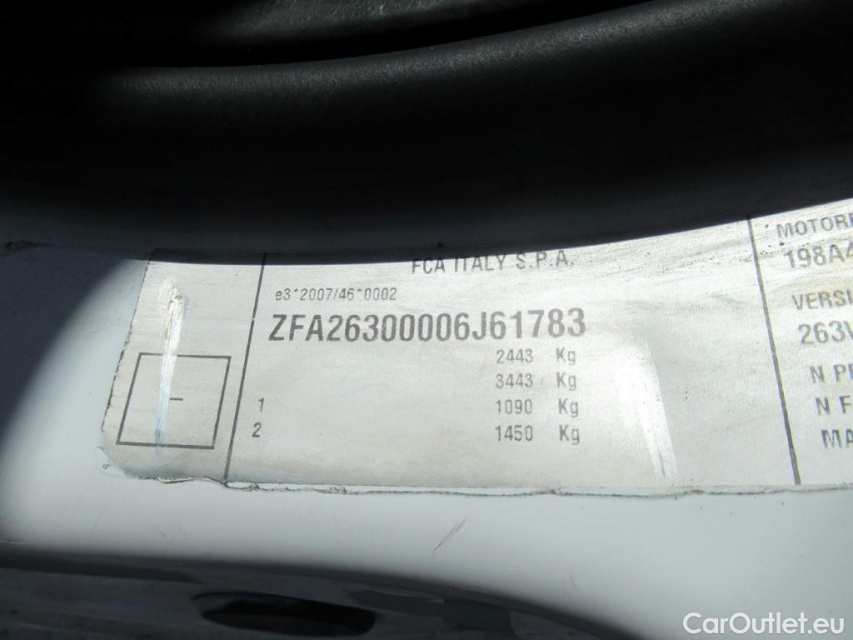 FCA ITALY S.P.A.
e3*2007/46*0002
ZFA26300006J61783
2443 Kg
3443 Kg
1 1090 Kg
2 1450 Kg
-
MOTOR
198A4
VERSI
263V
N P
N F
MA
CarOutlet.eu